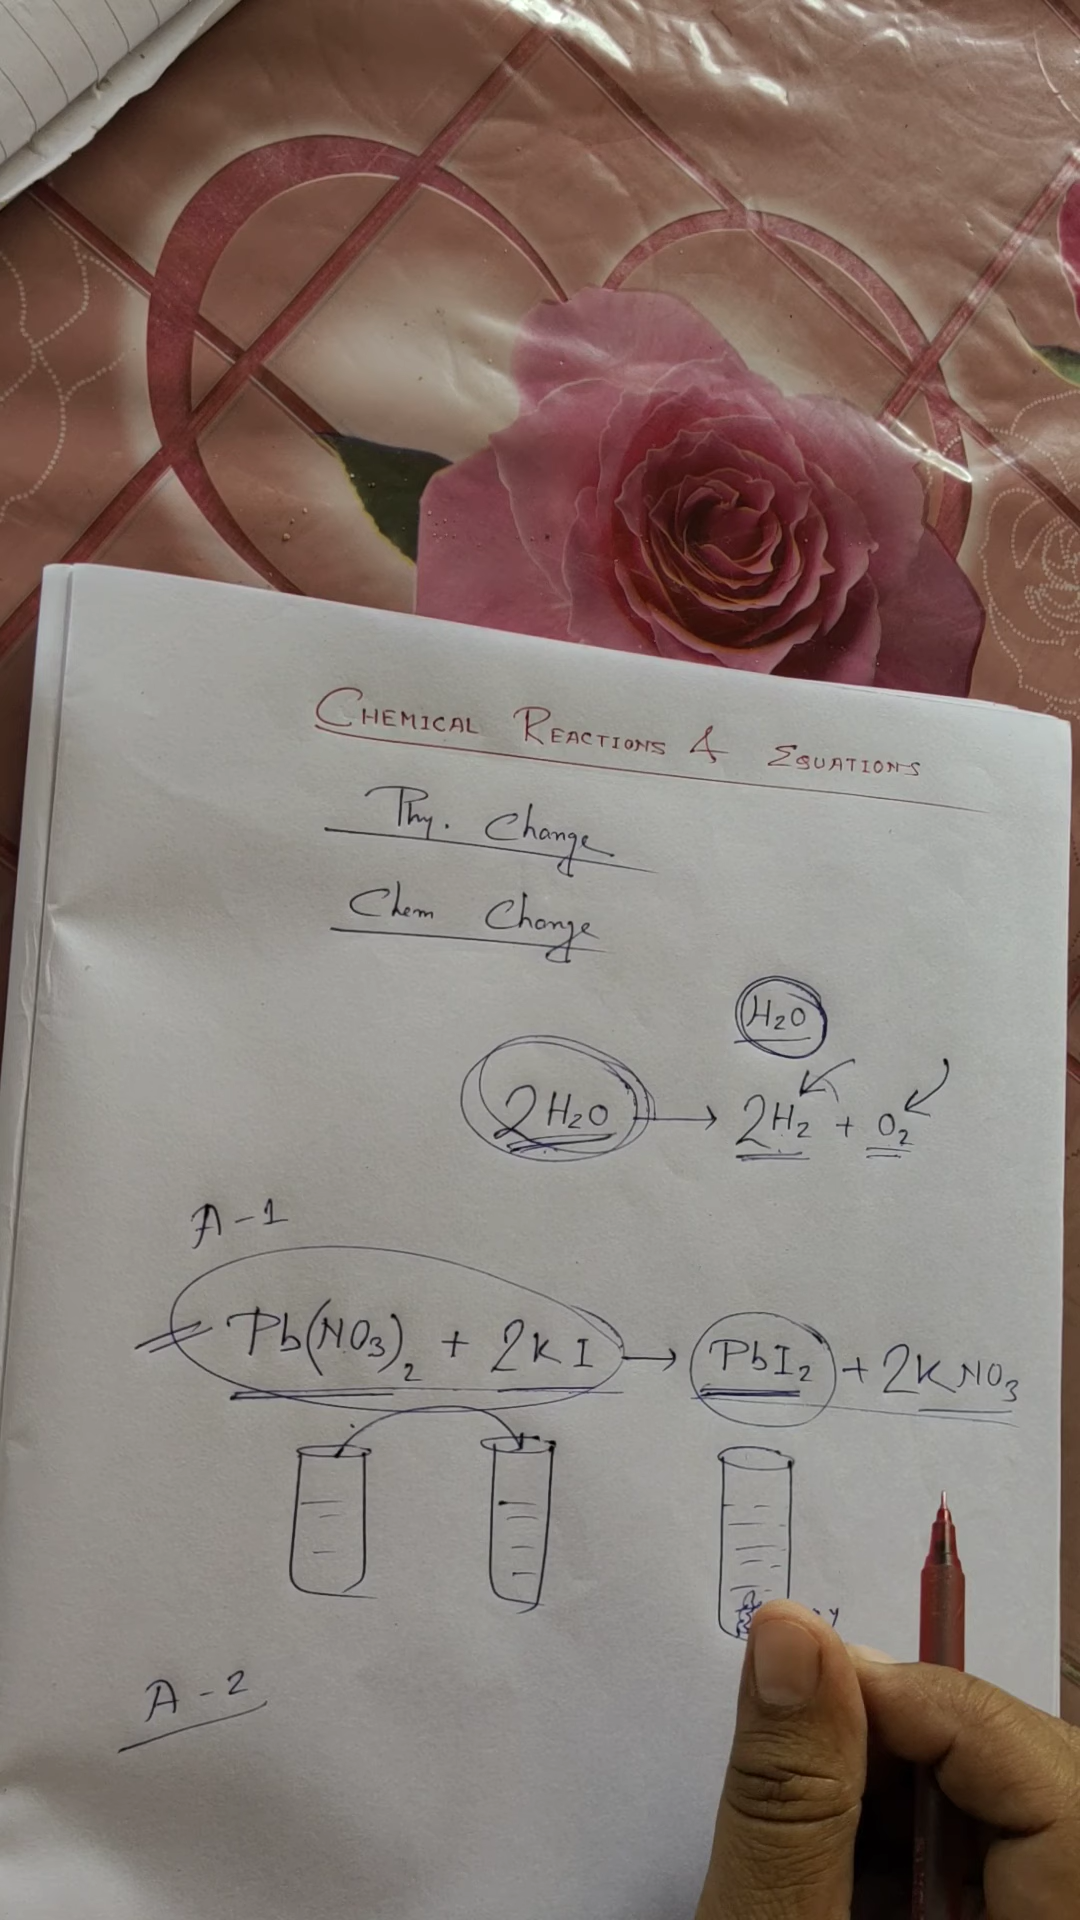 CHEMICAL REACTIONS & EQUATIONS
Phy. Change
Chem Change
H₂O
2H₂O → 2H₂ + O₂
A-1
Pb(NO₃)₂ + 2KI → PbI₂ + 2KNO₃
A-2